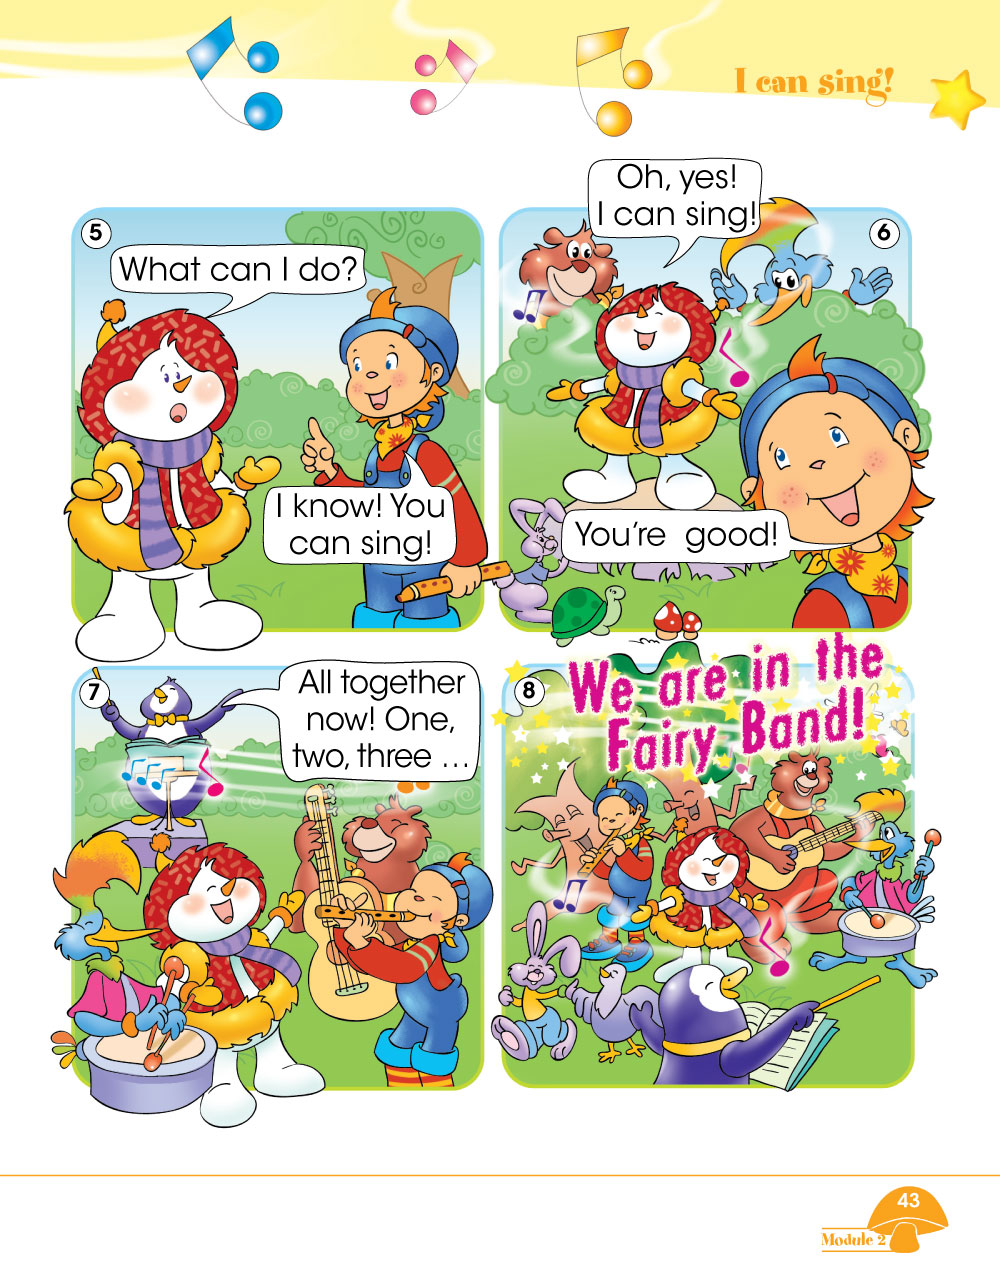 I can sing!
5
What can I do?
I know! You
can sing!
6
Oh, yes!
I can sing!
You're good!
7
All together
now! One,
two, three ...
8
We are in the
Fairy Band!
43
Module 2